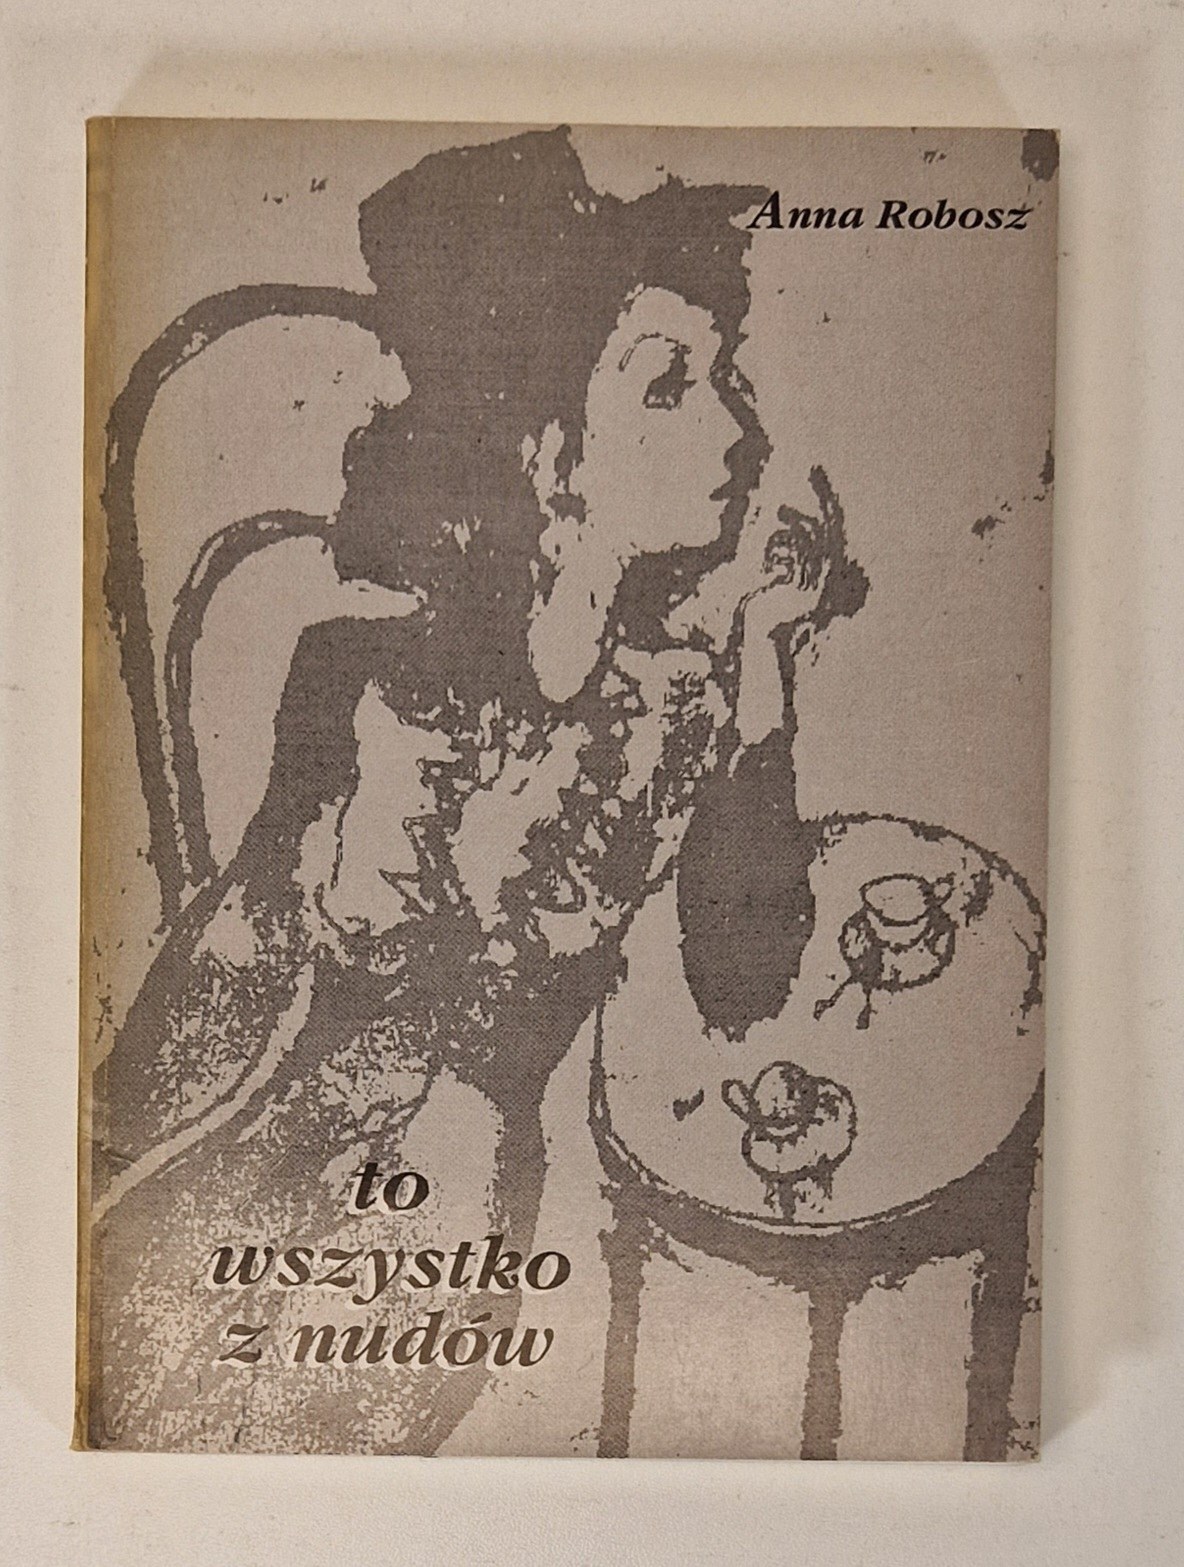 Anna Robosz
to
wszystko
z nudów